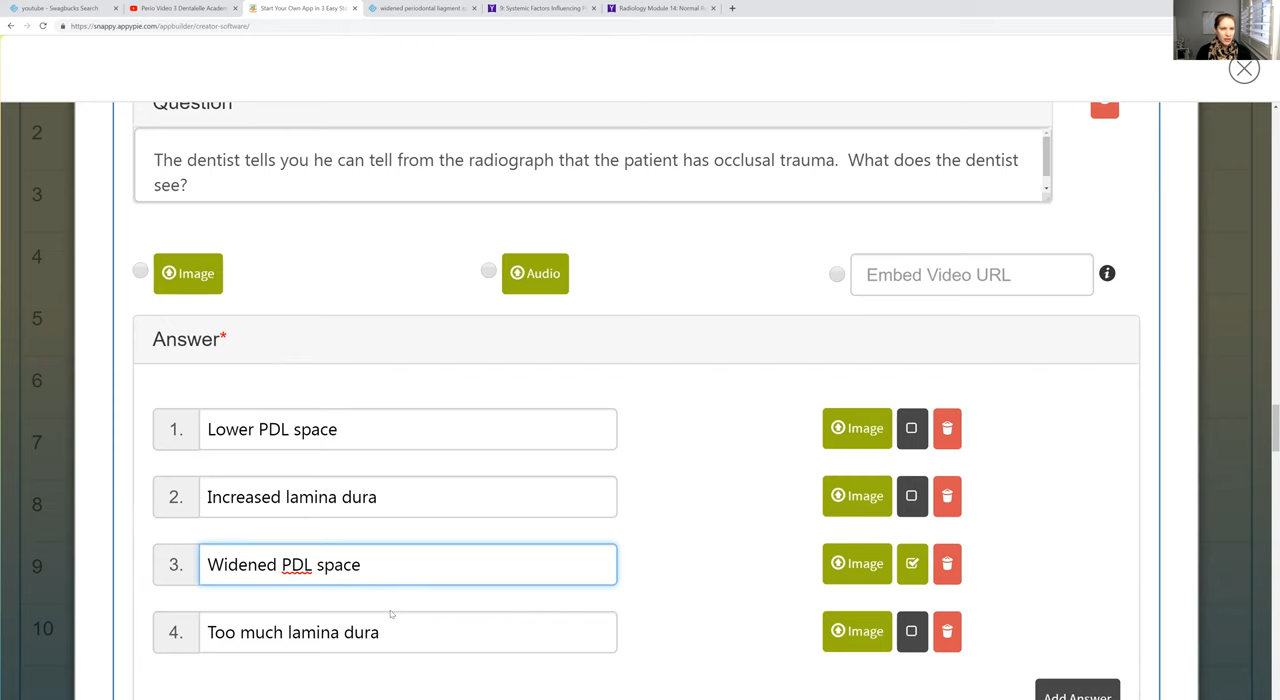 youtube - Swagbucks Search
Perio Video 3 Dentalelle Academ
Start Your Own App in 3 Easy St
widened periodontal liagment s
9: Systemic Factors Influencing P
Radiology Module 14: Normal R
https://snappy.appypie.com/appbuilder/creator-software/
Question
2
The dentist tells you he can tell from the radiograph that the patient has occlusal trauma. What does the dentist
see?
3
4
Image
Audio
Embed Video URL
5
Answer*
6
1. Lower PDL space Image
7
2. Increased lamina dura Image
8
3. Widened PDL space Image
9
4. Too much lamina dura Image
10
Add Answer